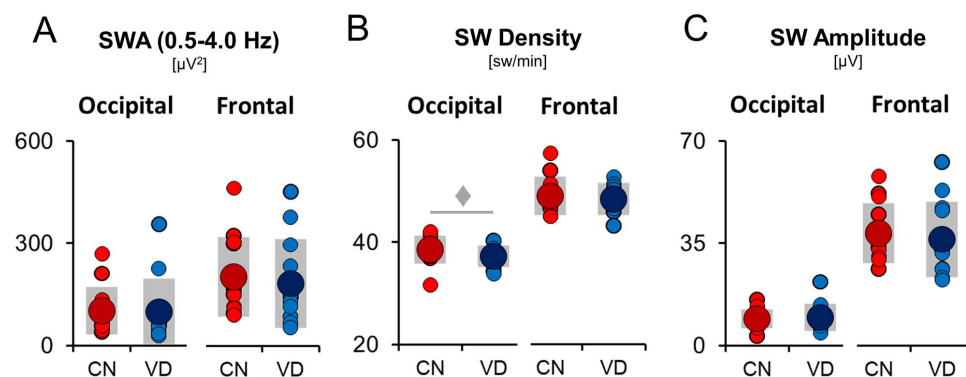 A
SWA (0.5-4.0 Hz)
[µV²]
Occipital Frontal
600
300
0
CN VD CN VD
B
SW Density
[sw/min]
Occipital Frontal
60
40
20
CN VD CN VD
C
SW Amplitude
[µV]
Occipital Frontal
70
35
0
CN VD CN VD